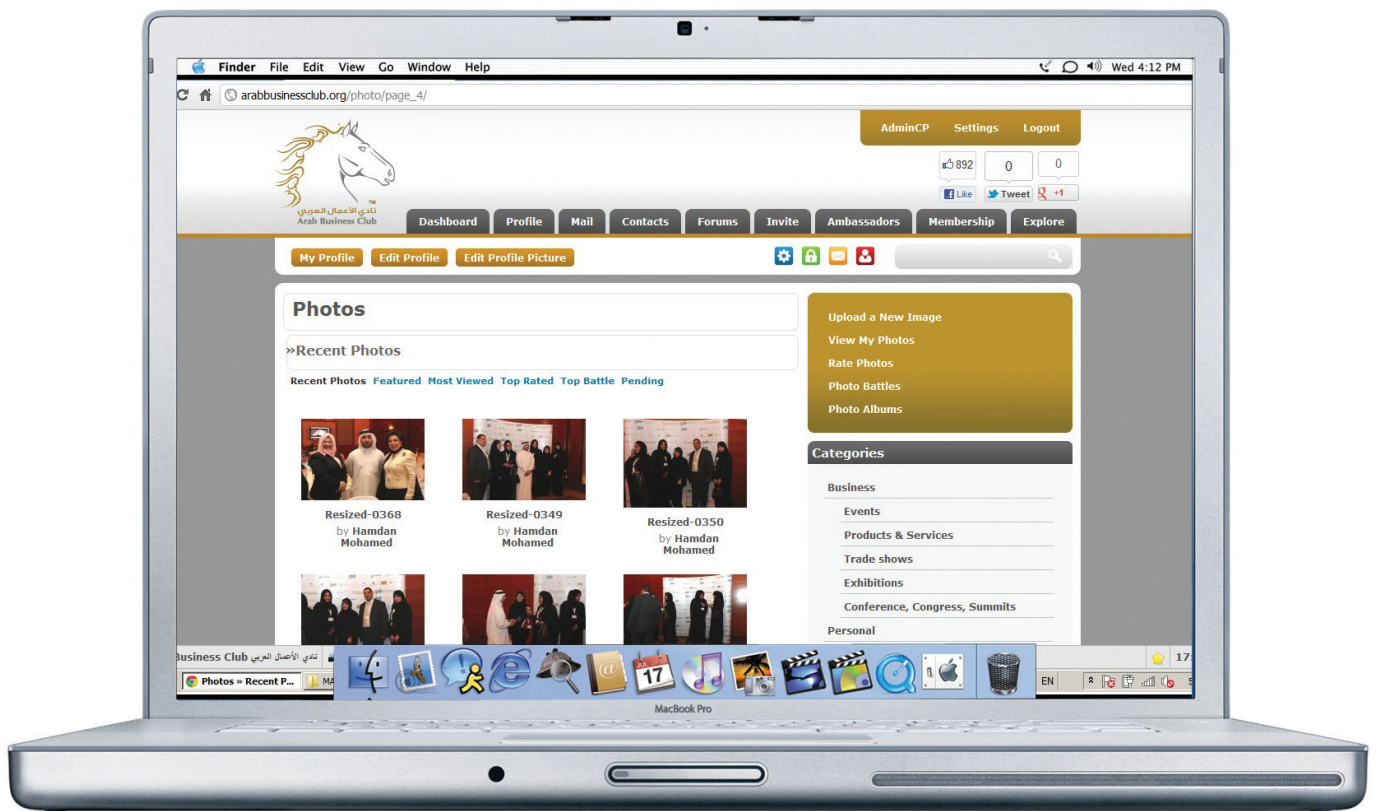 Finder File Edit View Go Window Help Wed 4:12 PM
arabbusinessclub.org/photo/page_4/
AdminCP Settings Logout
892 0 0
Like Tweet +1
TM
نادي الأعمال العربي
Arab Business Club
Dashboard Profile Mail Contacts Forums Invite Ambassadors Membership Explore
My Profile Edit Profile Edit Profile Picture
Photos
»Recent Photos
Recent Photos Featured Most Viewed Top Rated Top Battle Pending
Resized-0368
by Hamdan
Mohamed
Resized-0349
by Hamdan
Mohamed
Resized-0350
by Hamdan
Mohamed
Upload a New Image
View My Photos
Rate Photos
Photo Battles
Photo Albums
Categories
Business
Events
Products & Services
Trade shows
Exhibitions
Conference, Congress, Summits
Personal
Business Club نادي الأعمال العربي
17
Photos » Recent P... MA
@
JUL
17
EN
MacBook Pro